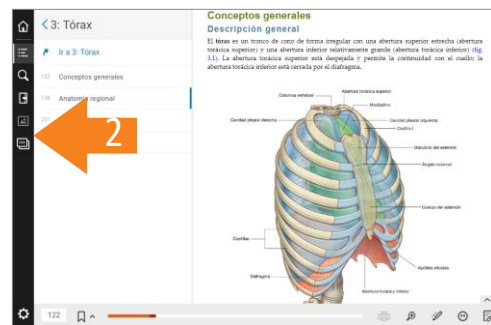 < 3: Tórax
Ir a 3: Tórax
122 Conceptos generales
Anatomía regional
2
122
Conceptos generales
Descripción general
El tórax es un tronco de cono de forma irregular con una abertura superior estrecha (abertura
torácica superior) y una abertura inferior relativamente grande (abertura torácica inferior) (fig.
3.1). La abertura torácica superior está despejada y permite la continuidad con el cuello; la
abertura torácica inferior está cerrada por el diafragma.
Abertura torácica superior
Columna vertebral
Mediastino
Cavidad pleural derecha
Cavidad pleural izquierda
Costilla I
Manubrio del esternón
Ángulo esternal
Cuerpo del esternón
Costillas
Diafragma
Apófisis xifoides
Abertura torácica inferior